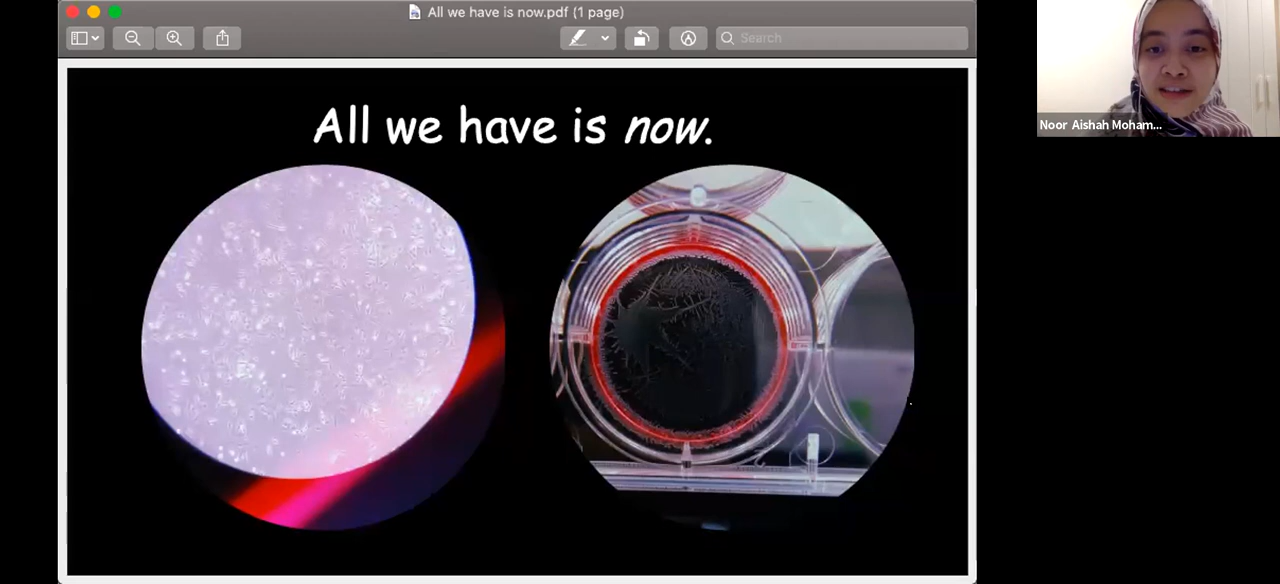 All we have is now.pdf (1 page)
Search
All we have is now.
Noor Aishah Moham...